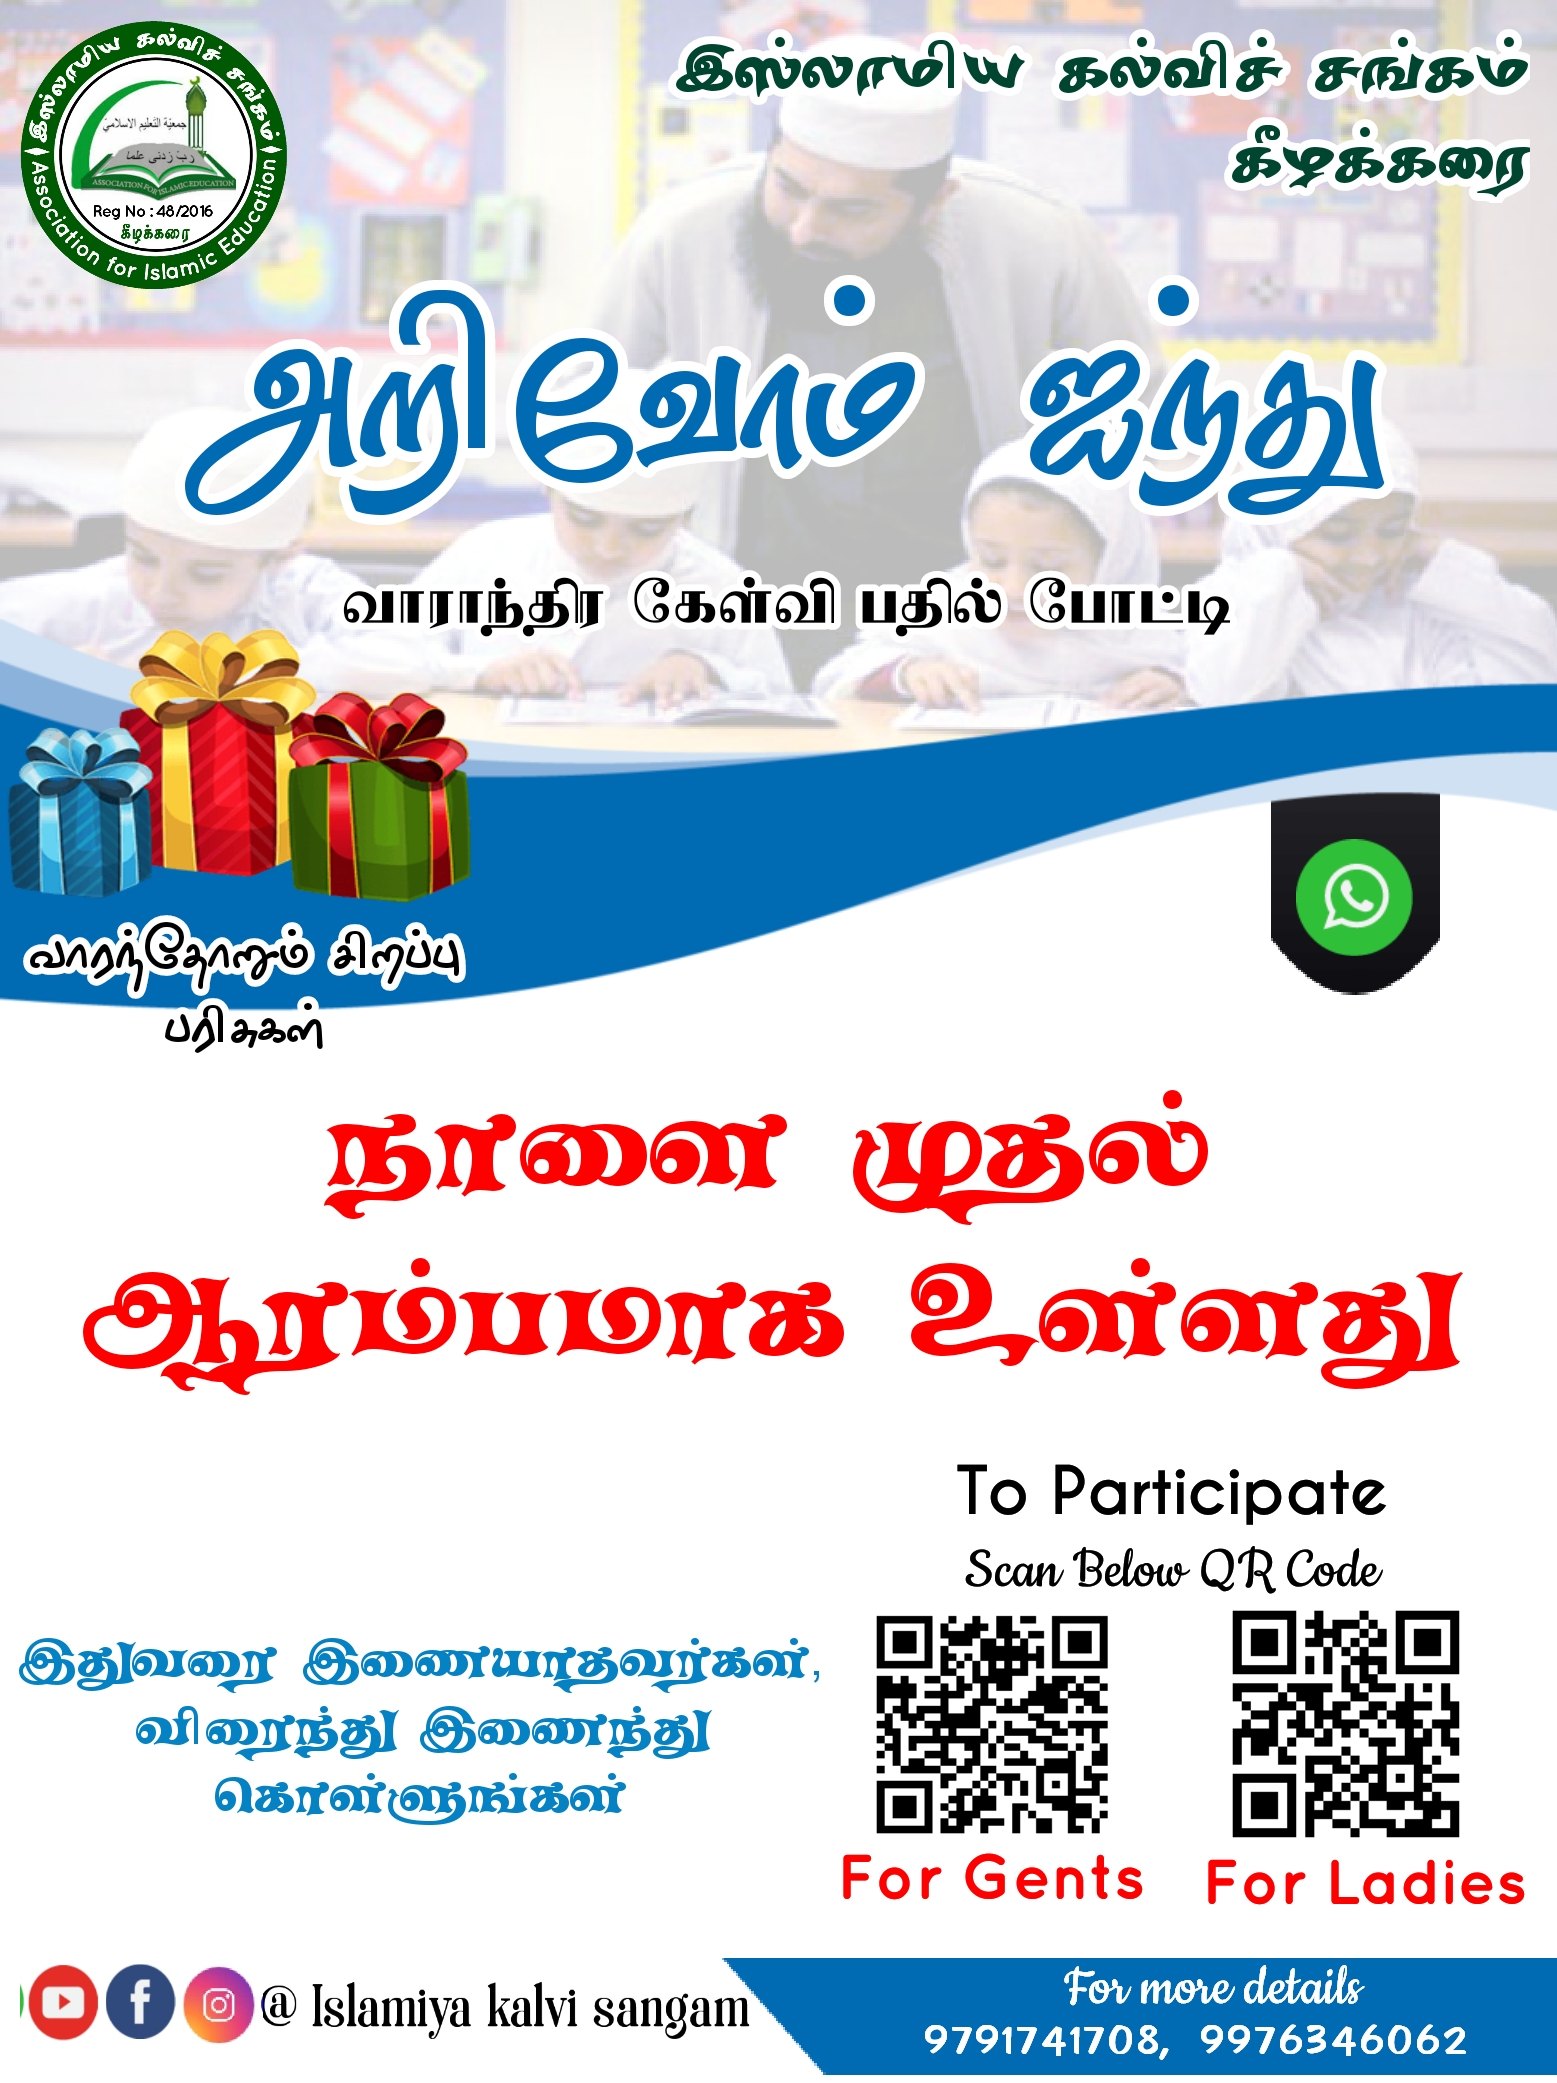 இஸ்லாமிய கல்விச் சங்கம்
Association for Islamic Education
جمعية التعليم الاسلامي
رب زدني علما
ASSOCIATION FOR ISLAMIC EDUCATION
Reg No : 48/2016
கீழக்கரை
இஸ்லாமிய கல்விச் சங்கம்
கீழக்கரை
அறிவோம் ஐந்து
வாராந்திர கேள்வி பதில் போட்டி
வாரந்தோறும் சிறப்பு
பரிசுகள்
நாளை முதல்
ஆரம்பமாக உள்ளது
To Participate
Scan Below QR Code
இதுவரை இணையாதவர்கள்,
விரைந்து இணைந்து
கொள்ளுங்கள்
For Gents
For Ladies
@ Islamiya kalvi sangam
For more details
9791741708, 9976346062